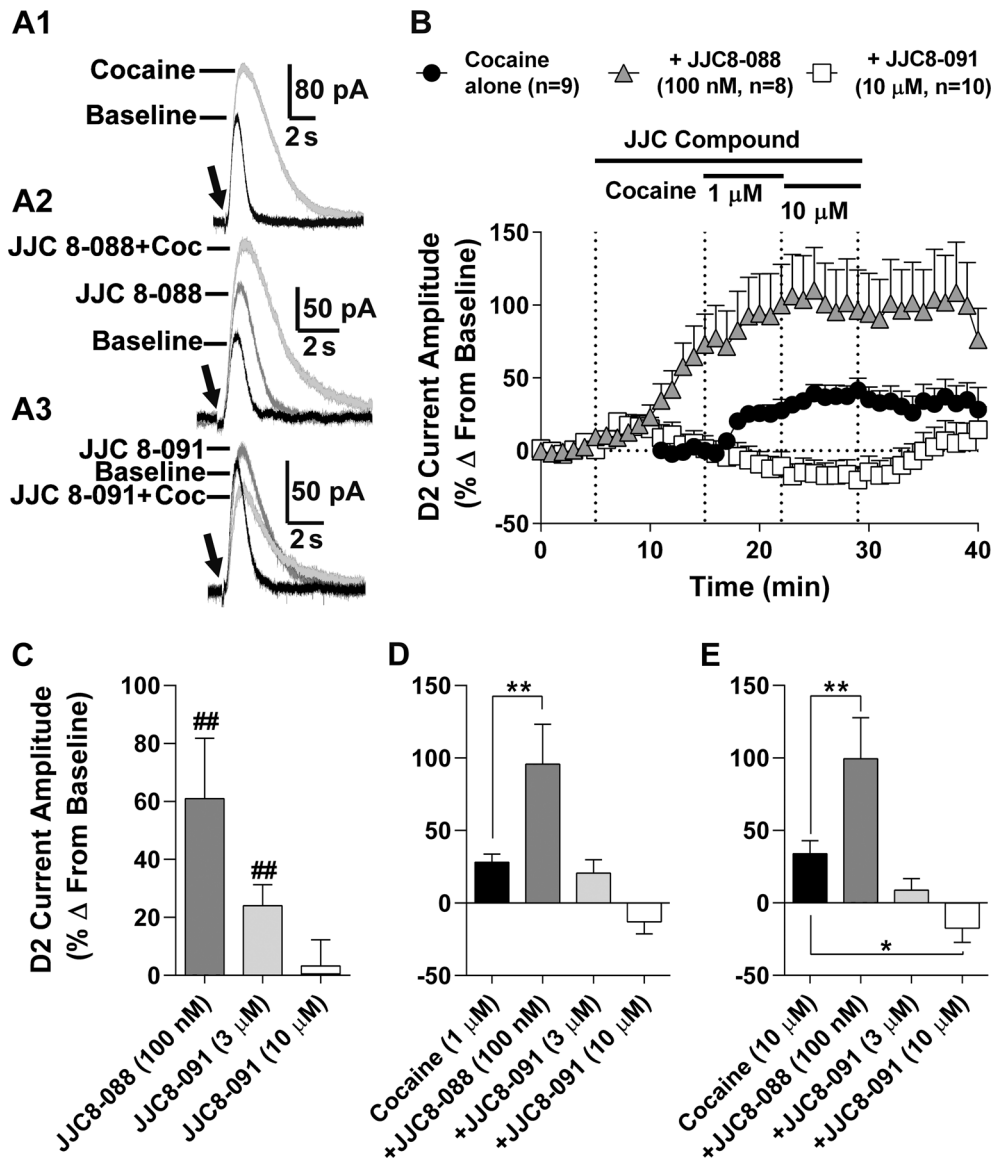 A1
Cocaine
Baseline
80 pA
2 s
A2
JJC 8-088+Coc
JJC 8-088
Baseline
50 pA
2 s
A3
JJC 8-091
Baseline
JJC 8-091+Coc
50 pA
2 s
B
Cocaine alone (n=9)
+ JJC8-088 (100 nM, n=8)
+ JJC8-091 (10 μM, n=10)
JJC Compound
Cocaine 1 μM
10 μM
D2 Current Amplitude
(% Δ From Baseline)
150
100
50
0
-50
0 10 20 30 40
Time (min)
C
D2 Current Amplitude
(% Δ From Baseline)
100
80
60
40
20
0
##
##
JJC8-088 (100 nM)
JJC8-091 (3 μM)
JJC8-091 (10 μM)
D
150
100
50
0
-50
**
Cocaine (1 μM)
+JJC8-088 (100 nM)
+JJC8-091 (3 μM)
+JJC8-091 (10 μM)
E
150
100
50
0
-50
**
*
Cocaine (10 μM)
+JJC8-088 (100 nM)
+JJC8-091 (3 μM)
+JJC8-091 (10 μM)